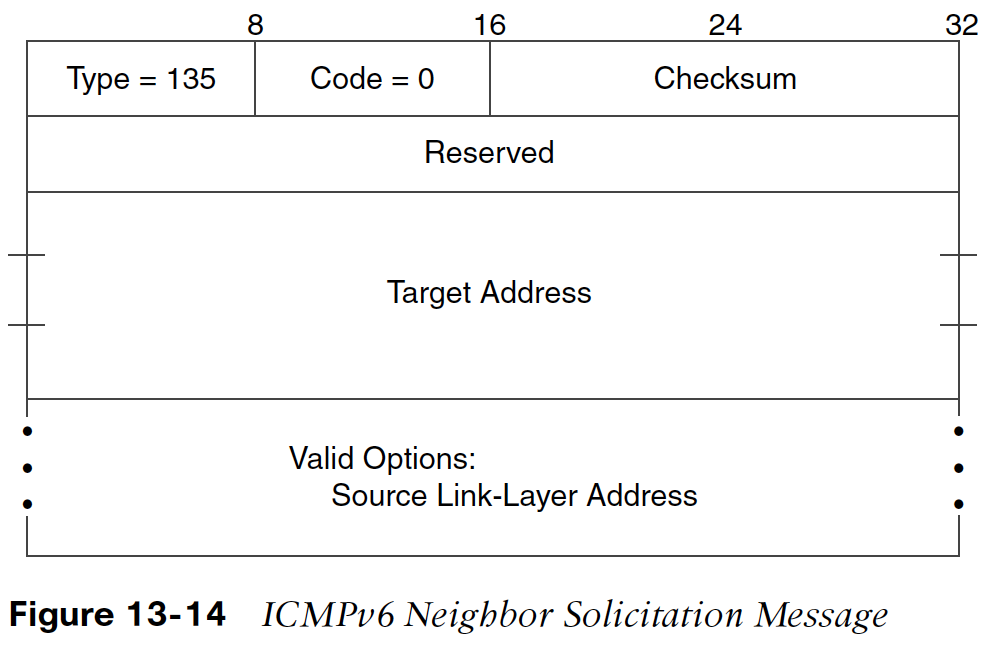 8 16 24 32
Type = 135 Code = 0 Checksum
Reserved
Target Address
Valid Options:
Source Link-Layer Address
Figure 13-14 ICMPv6 Neighbor Solicitation Message